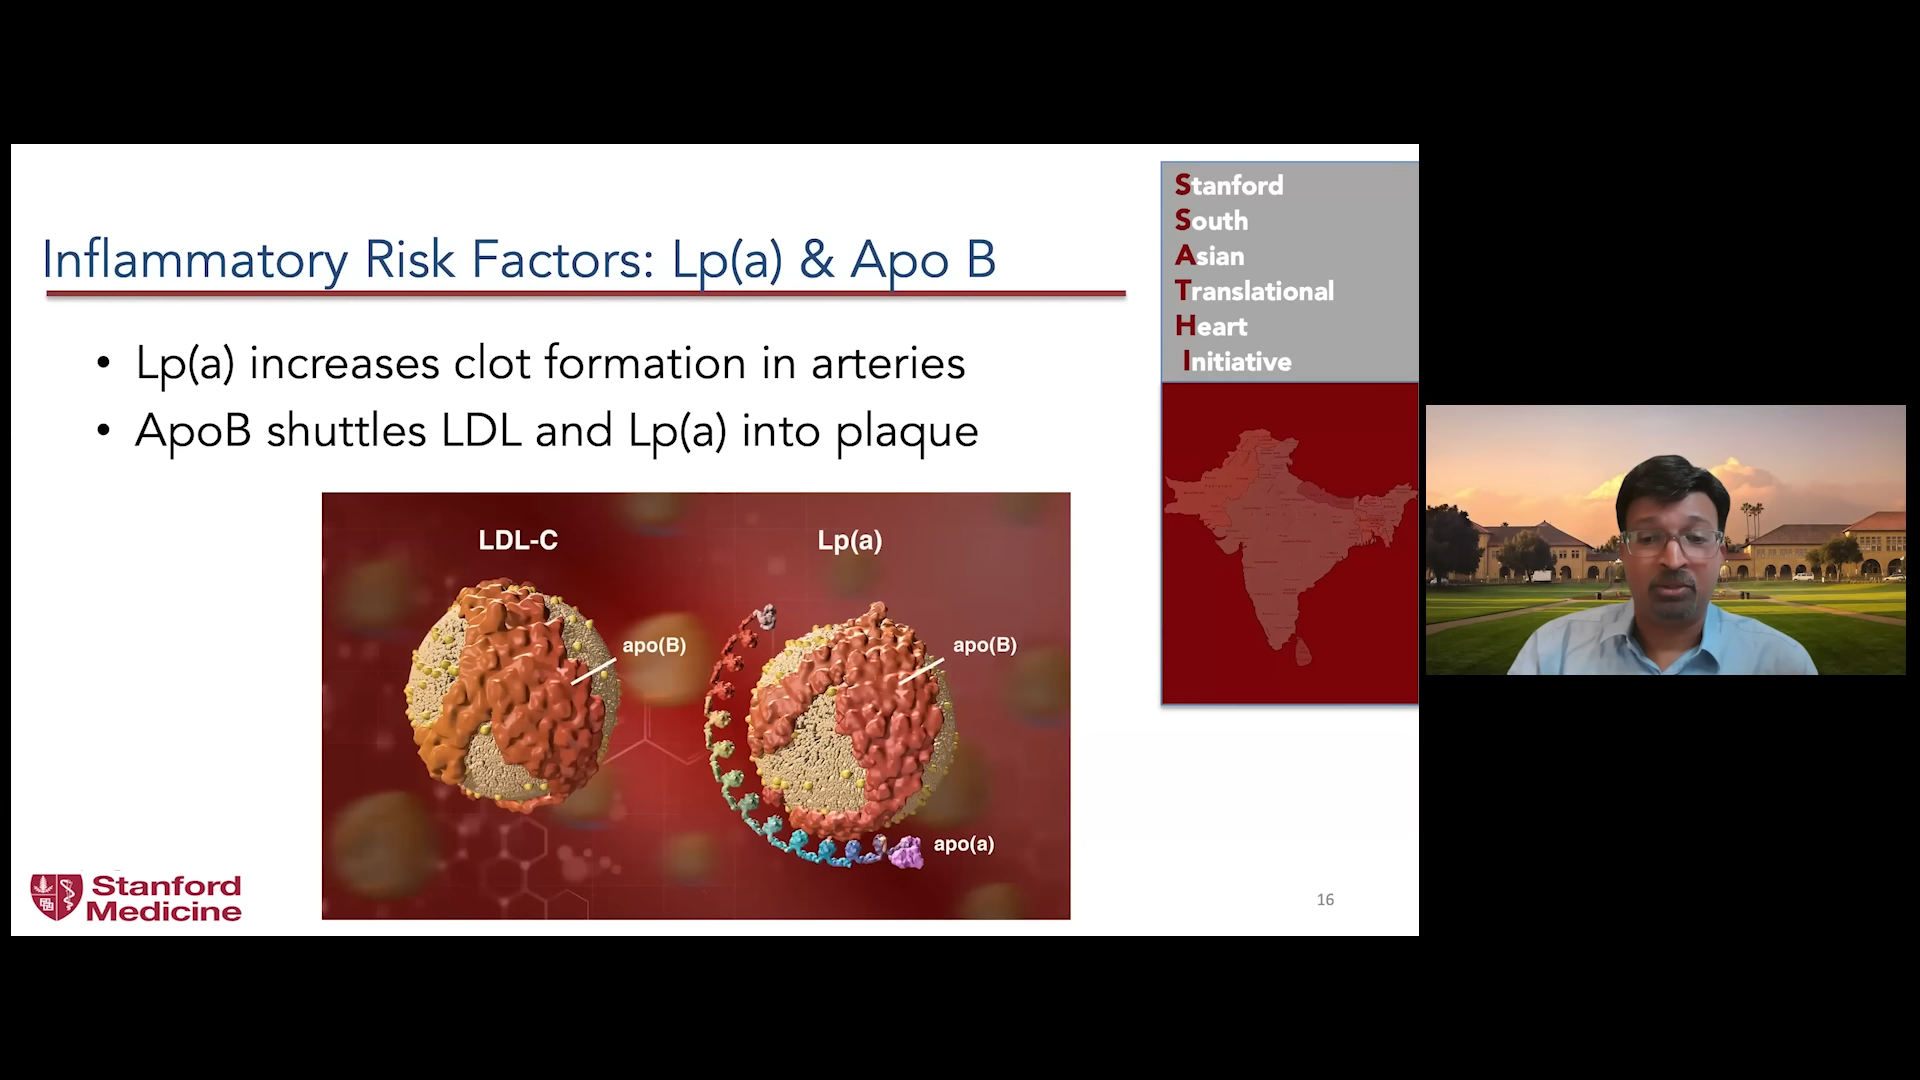 Inflammatory Risk Factors: Lp(a) & Apo B
• Lp(a) increases clot formation in arteries
• ApoB shuttles LDL and Lp(a) into plaque
LDL-C
apo(B)
Lp(a)
apo(B)
apo(a)
Stanford
South
Asian
Translational
Heart
Initiative
Stanford
Medicine
16